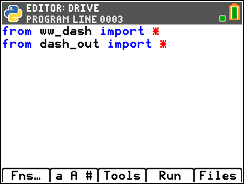 EDITOR: DRIVE
PROGRAM LINE 0003
from ww_dash import *
from dash_out import *
Fns… a A # Tools Run Files